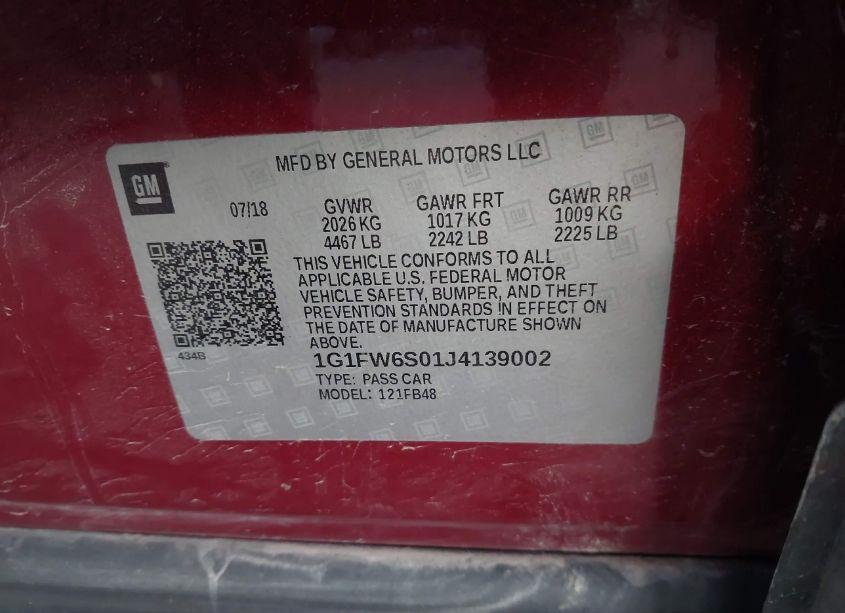 GM
MFD BY GENERAL MOTORS LLC
07/18
GVWR
2026 KG
4467 LB
GAWR FRT
1017 KG
2242 LB
GAWR RR
1009 KG
2225 LB
THIS VEHICLE CONFORMS TO ALL
APPLICABLE U.S. FEDERAL MOTOR
VEHICLE SAFETY, BUMPER, AND THEFT
PREVENTION STANDARDS IN EFFECT ON
THE DATE OF MANUFACTURE SHOWN
ABOVE.
434B
1G1FW6S01J4139002
TYPE: PASS CAR
MODEL: 121FB48